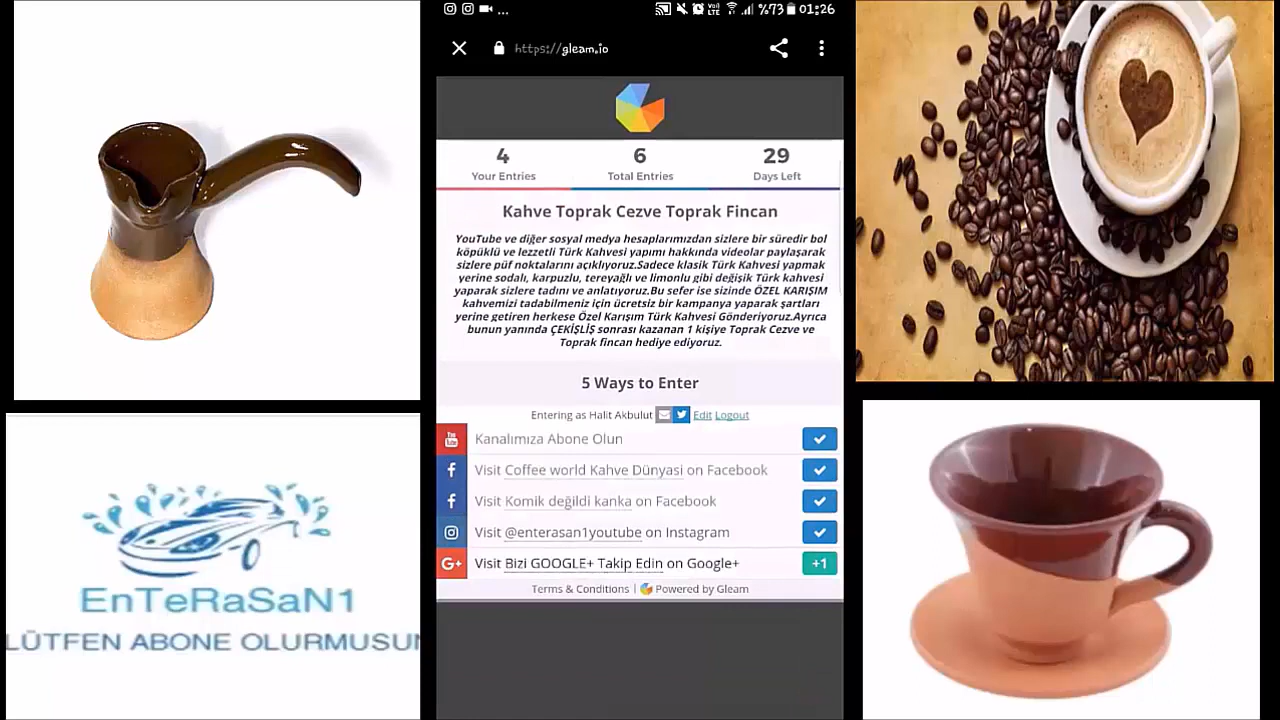 ... %73 01:26
https://gleam.io
4 6 29
Your Entries Total Entries Days Left
Kahve Toprak Cezve Toprak Fincan
YouTube ve diğer sosyal medya hesaplarımızdan sizlere bir süredir bol
köpüklü ve lezzetli Türk Kahvesi yapımı hakkında videolar paylaşarak
sizlere püf noktalarını açıklıyoruz.Sadece klasik Türk Kahvesi yapmak
yerine sodalı, karpuzlu, tereyağlı ve limonlu gibi değişik Türk kahvesi
yaparak sizlere tadını ve anlatıyoruz.Bu sefer ise sizinde ÖZEL KARIŞIM
kahvemizi tadabilmeniz için ücretsiz bir kampanya yaparak şartları
yerine getiren herkese Özel Karışım Türk Kahvesi Gönderiyoruz.Ayrıca
bunun yanında ÇEKİŞLİŞ sonrası kazanan 1 kişiye Toprak Cezve ve
Toprak fincan hediye ediyoruz.
5 Ways to Enter
Entering as Halit Akbulut Edit Logout
You Tube Kanalımıza Abone Olun
f Visit Coffee world Kahve Dünyasi on Facebook
f Visit Komik değildi kanka on Facebook
Visit @enterasan1youtube on Instagram
G+ Visit Bizi GOOGLE+ Takip Edin on Google+ +1
Terms & Conditions | Powered by Gleam
EnTeRaSaN1
LÜTFEN ABONE OLURMUSUN